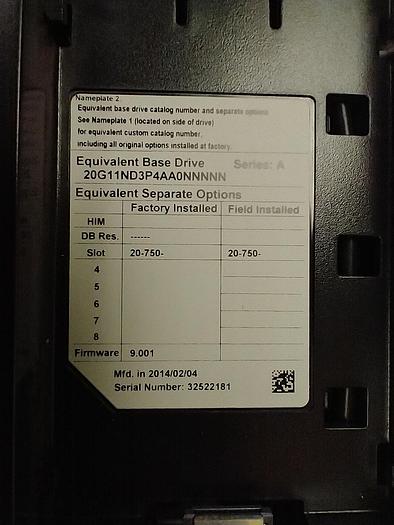 Nameplate 2
Equivalent base drive catalog number and separate options
See Nameplate 1 (located on side of drive)
for equivalent custom catalog number,
including all original options installed at factory.
Equivalent Base Drive Series: A
20G11ND3P4AA0NNNNN
Equivalent Separate Options
Factory Installed Field Installed
HIM
DB Res. ------
Slot 20-750- 20-750-
4
5
6
7
8
Firmware 9.001
Mfd. in 2014/02/04
Serial Number: 32522181